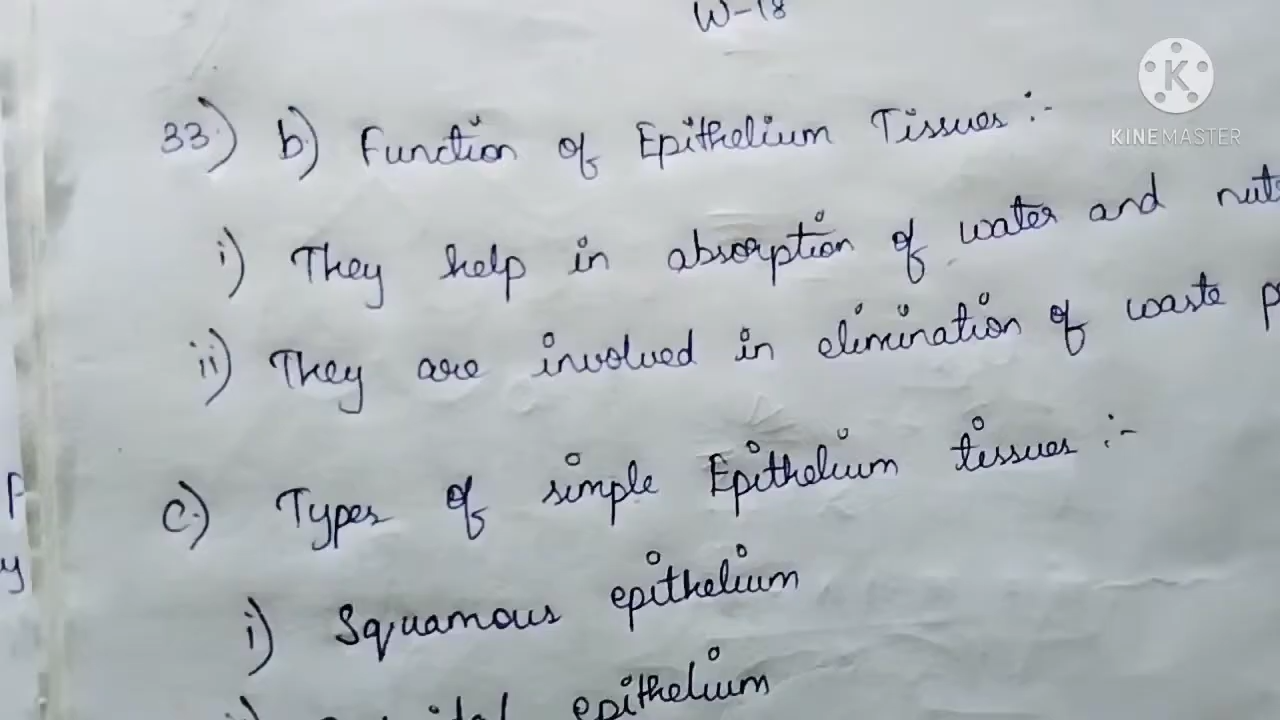 W-18
33) b) Function of Epithelium Tissues :-
i) They help in absorption of water and nut
ii) They are involved in elimination of waste p
c.) Types of simple Epithelium tissues :-
i) Squamous epithelium
epithelium
K
KINEMASTER